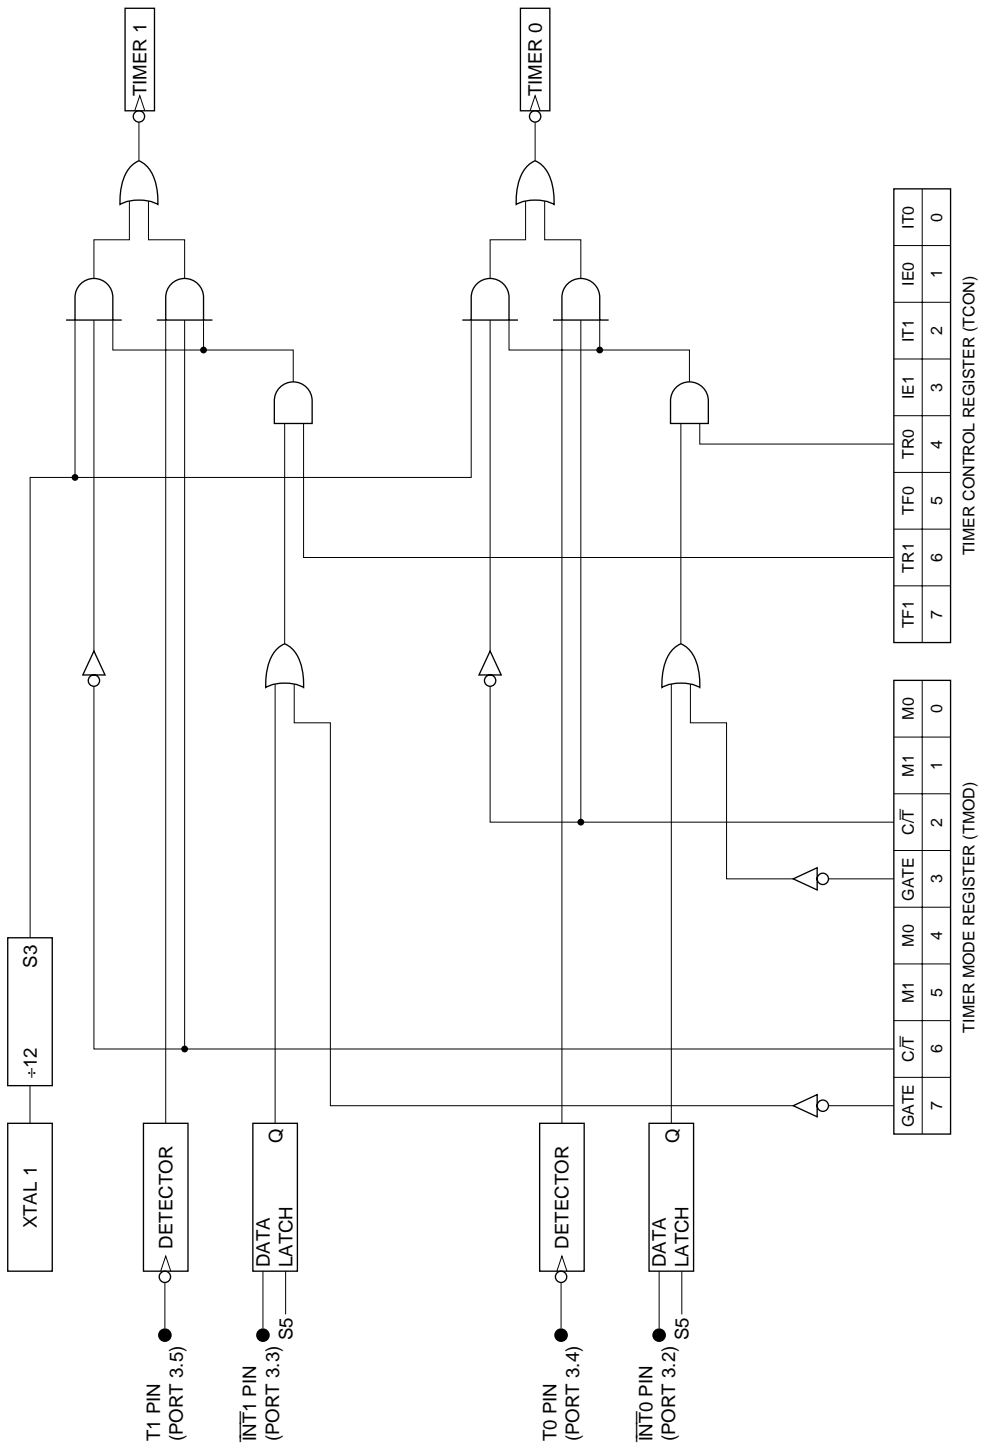 XTAL 1
÷12
S3
T1 PIN
(PORT 3.5)
DETECTOR
TIMER 1
INT1 PIN
(PORT 3.3)
S5
DATA
LATCH
Q
T0 PIN
(PORT 3.4)
DETECTOR
TIMER 0
INT0 PIN
(PORT 3.2)
S5
DATA
LATCH
Q
GATE C/T M1 M0 GATE C/T M1 M0
7 6 5 4 3 2 1 0
TIMER MODE REGISTER (TMOD)
TF1 TR1 TF0 TR0 IE1 IT1 IE0 IT0
7 6 5 4 3 2 1 0
TIMER CONTROL REGISTER (TCON)